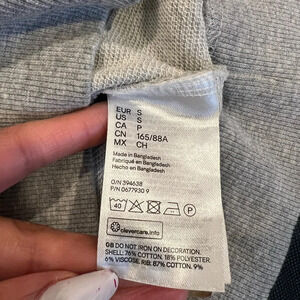 EUR S
US S
CA P
CN 165/88A
MX CH
Made in Bangladesh
Fabriqué en Bangladesh
Hecho en Bangladesh
O/N 394638
P/N 0677930 9
40 P
clevercare.info
GB DO NOT IRON ON DECORATION.
SHELL: 76% COTTON, 18% POLYESTER,
6% VISCOSE RIB: 87% COTTON, 9%